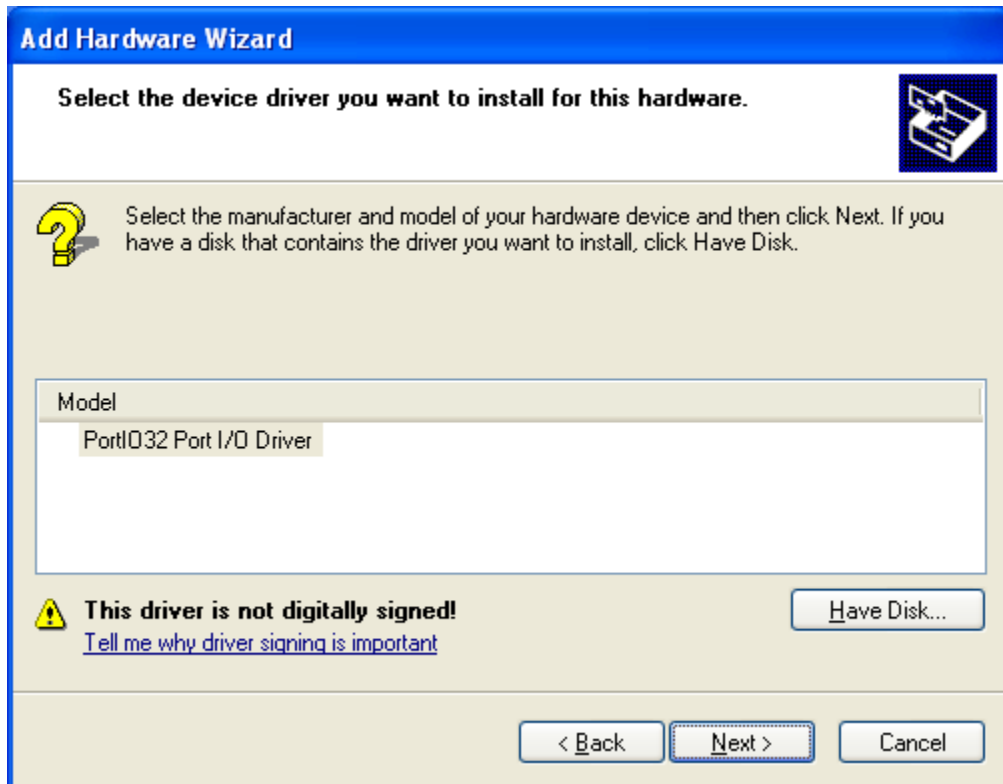 Add Hardware Wizard
Select the device driver you want to install for this hardware.
Select the manufacturer and model of your hardware device and then click Next. If you
have a disk that contains the driver you want to install, click Have Disk.
Model
PortIO32 Port I/O Driver
This driver is not digitally signed!
Have Disk...
Tell me why driver signing is important
< Back
Next >
Cancel